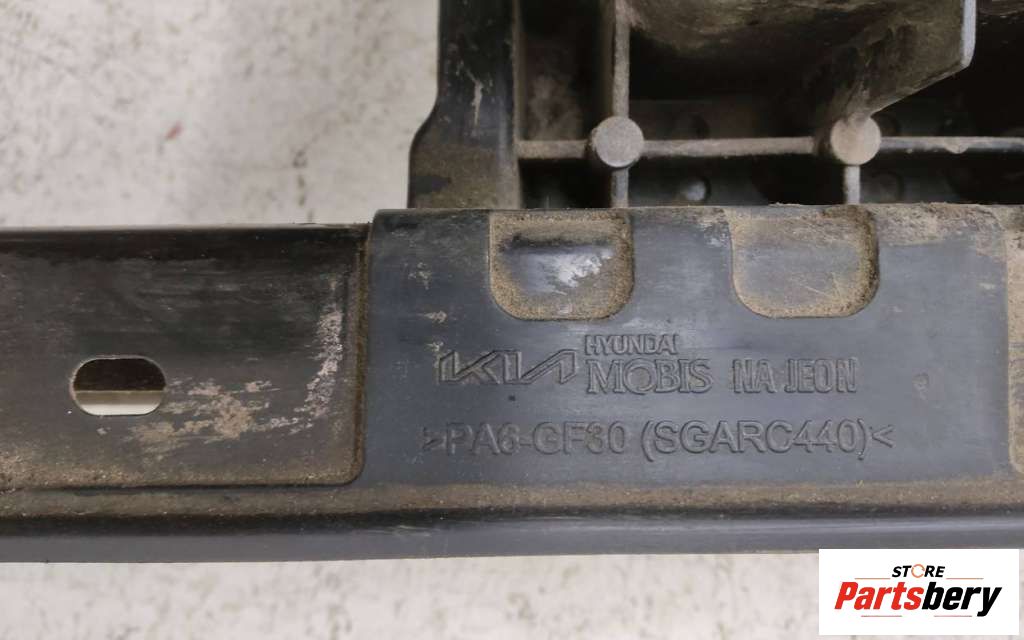 KIA HYUNDAI MOBIS NA JEON
>PA6-GF30 (SGARC440)<
STORE
Partsbery